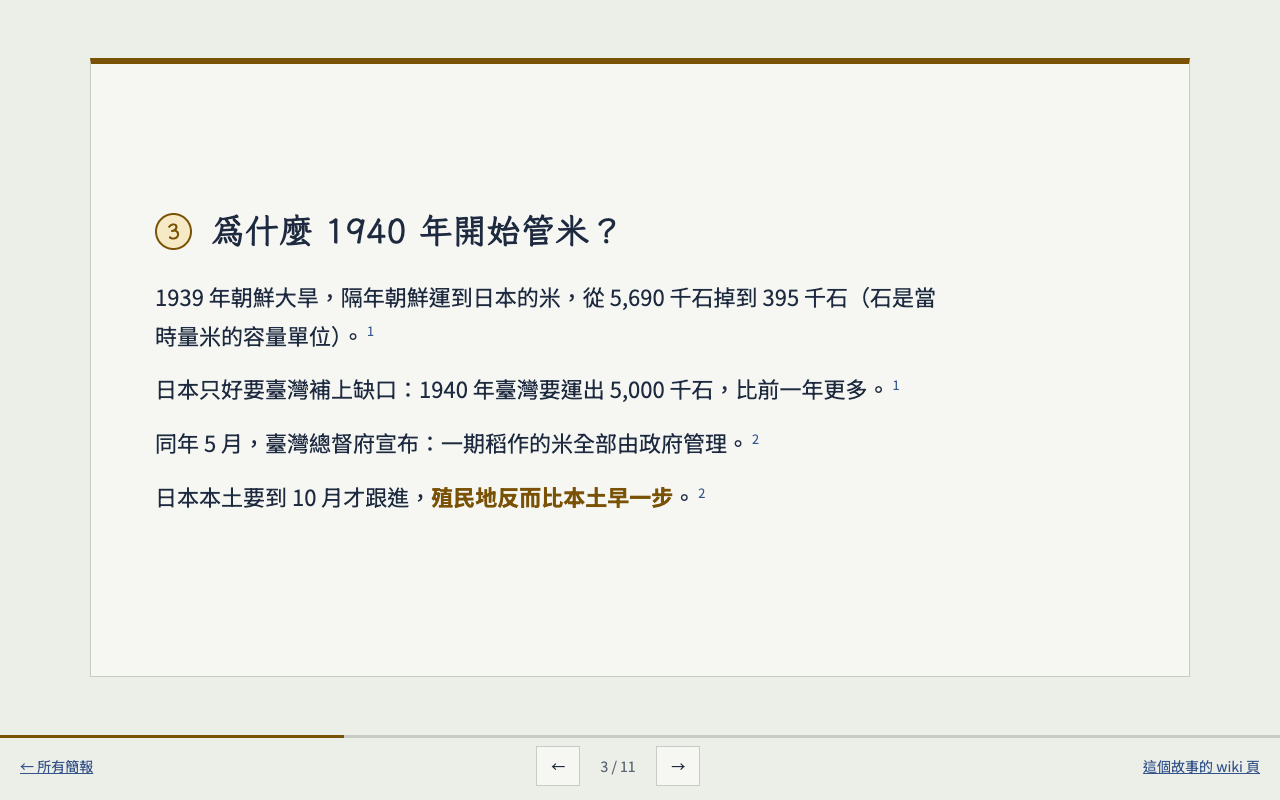 3 為什麼 1940 年開始管米？
1939 年朝鮮大旱，隔年朝鮮運到日本的米，從 5,690 千石掉到 395 千石（石是當
時量米的容量單位）。1
日本只好要臺灣補上缺口：1940 年臺灣要運出 5,000 千石，比前一年更多。1
同年 5 月，臺灣總督府宣布：一期稻作的米全部由政府管理。2
日本本土要到 10 月才跟進，殖民地反而比本土早一步。2
← 所有簡報
←
3 / 11
→
這個故事的 wiki 頁